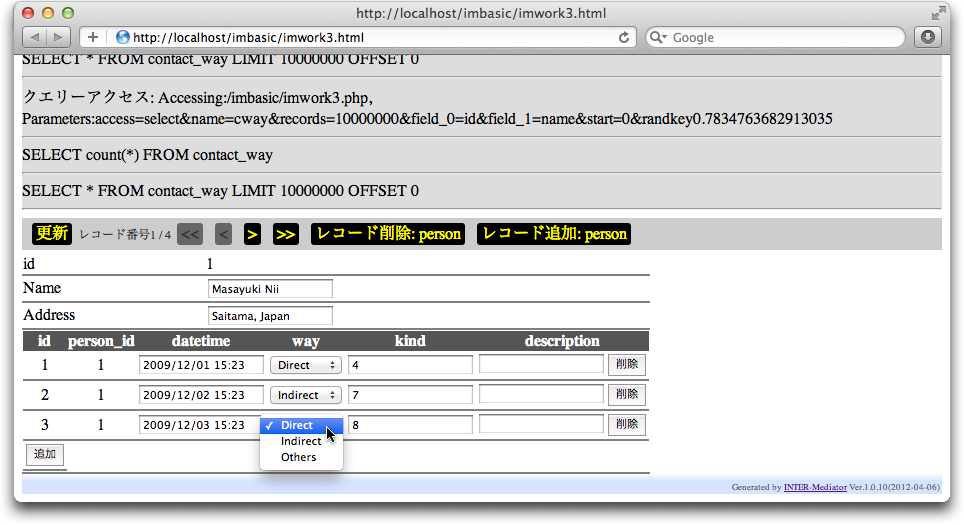 http://localhost/imbasic/imwork3.html
http://localhost/imbasic/imwork3.html
Google
SELECT * FROM contact_way LIMIT 10000000 OFFSET 0
クエリーアクセス: Accessing:/imbasic/imwork3.php,
Parameters:access=select&name=cway&records=10000000&field_0=id&field_1=name&start=0&randkey0.7834763682913035
SELECT count(*) FROM contact_way
SELECT * FROM contact_way LIMIT 10000000 OFFSET 0
更新 レコード番号1 / 4 << < > >> レコード削除: person レコード追加: person
id 1
Name Masayuki Nii
Address Saitama, Japan
id person_id datetime way kind description
1 1 2009/12/01 15:23 Direct 4 削除
2 1 2009/12/02 15:23 Indirect 7 削除
3 1 2009/12/03 15:23 ✓ Direct 8 削除
Indirect
Others
追加
Generated by INTER-Mediator Ver.1.0.10(2012-04-06)